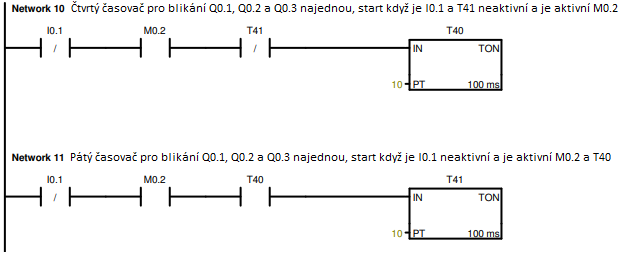 Network 10 Čtvrtý časovač pro blikání Q0.1, Q0.2 a Q0.3 najednou, start když je I0.1 a T41 neaktivní a je aktivní M0.2
I0.1 M0.2 T41 T40
/ / IN TON
10 PT 100 ms
Network 11 Pátý časovač pro blikání Q0.1, Q0.2 a Q0.3 najednou, start když je I0.1 neaktivní a je aktivní M0.2 a T40
I0.1 M0.2 T40 T41
/ IN TON
10 PT 100 ms